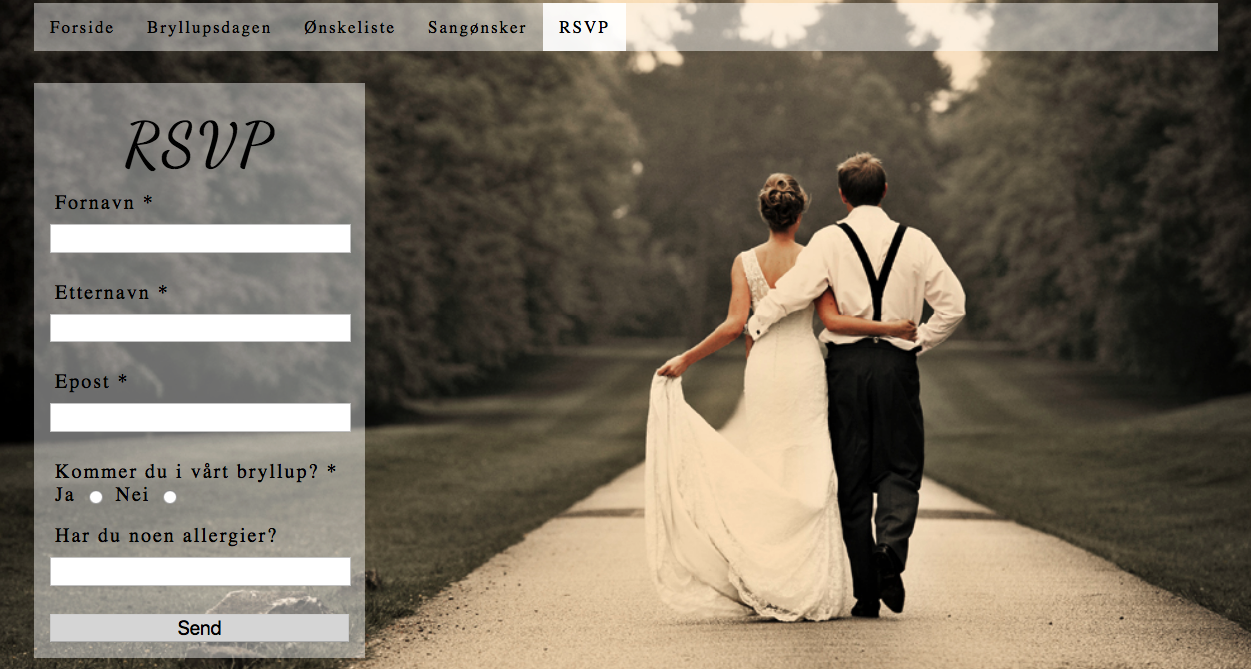 Forside Bryllupsdagen Ønskeliste Sangønsker RSVP
RSVP
Fornavn *
Etternavn *
Epost *
Kommer du i vårt bryllup? *
Ja Nei
Har du noen allergier?
Send